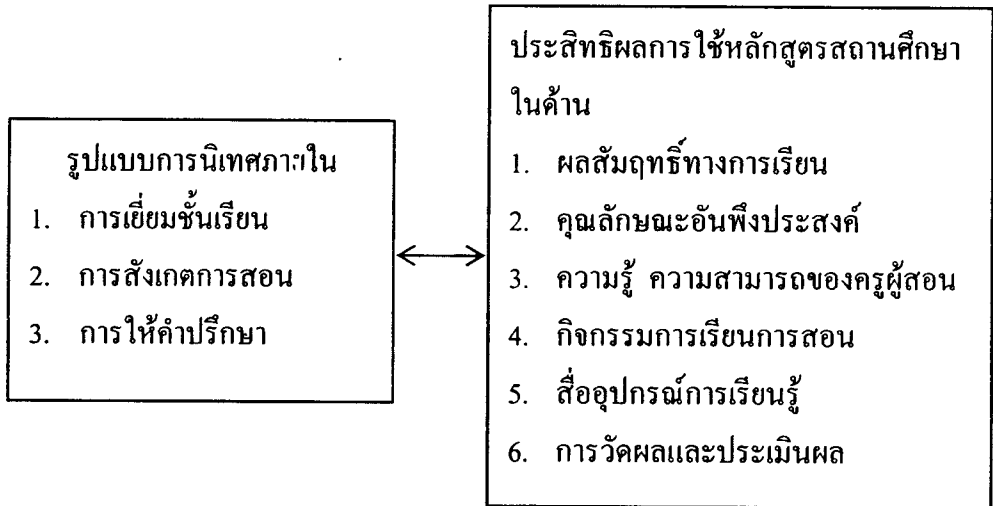 รูปแบบการนิเทศภายใน
1. การเยี่ยมชั้นเรียน
2. การสังเกตการสอน
3. การให้คำปรึกษา
ประสิทธิผลการใช้หลักสูตรสถานศึกษา
ในด้าน
1. ผลสัมฤทธิ์ทางการเรียน
2. คุณลักษณะอันพึงประสงค์
3. ความรู้ ความสามารถของครูผู้สอน
4. กิจกรรมการเรียนการสอน
5. สื่ออุปกรณ์การเรียนรู้
6. การวัดผลและประเมินผล